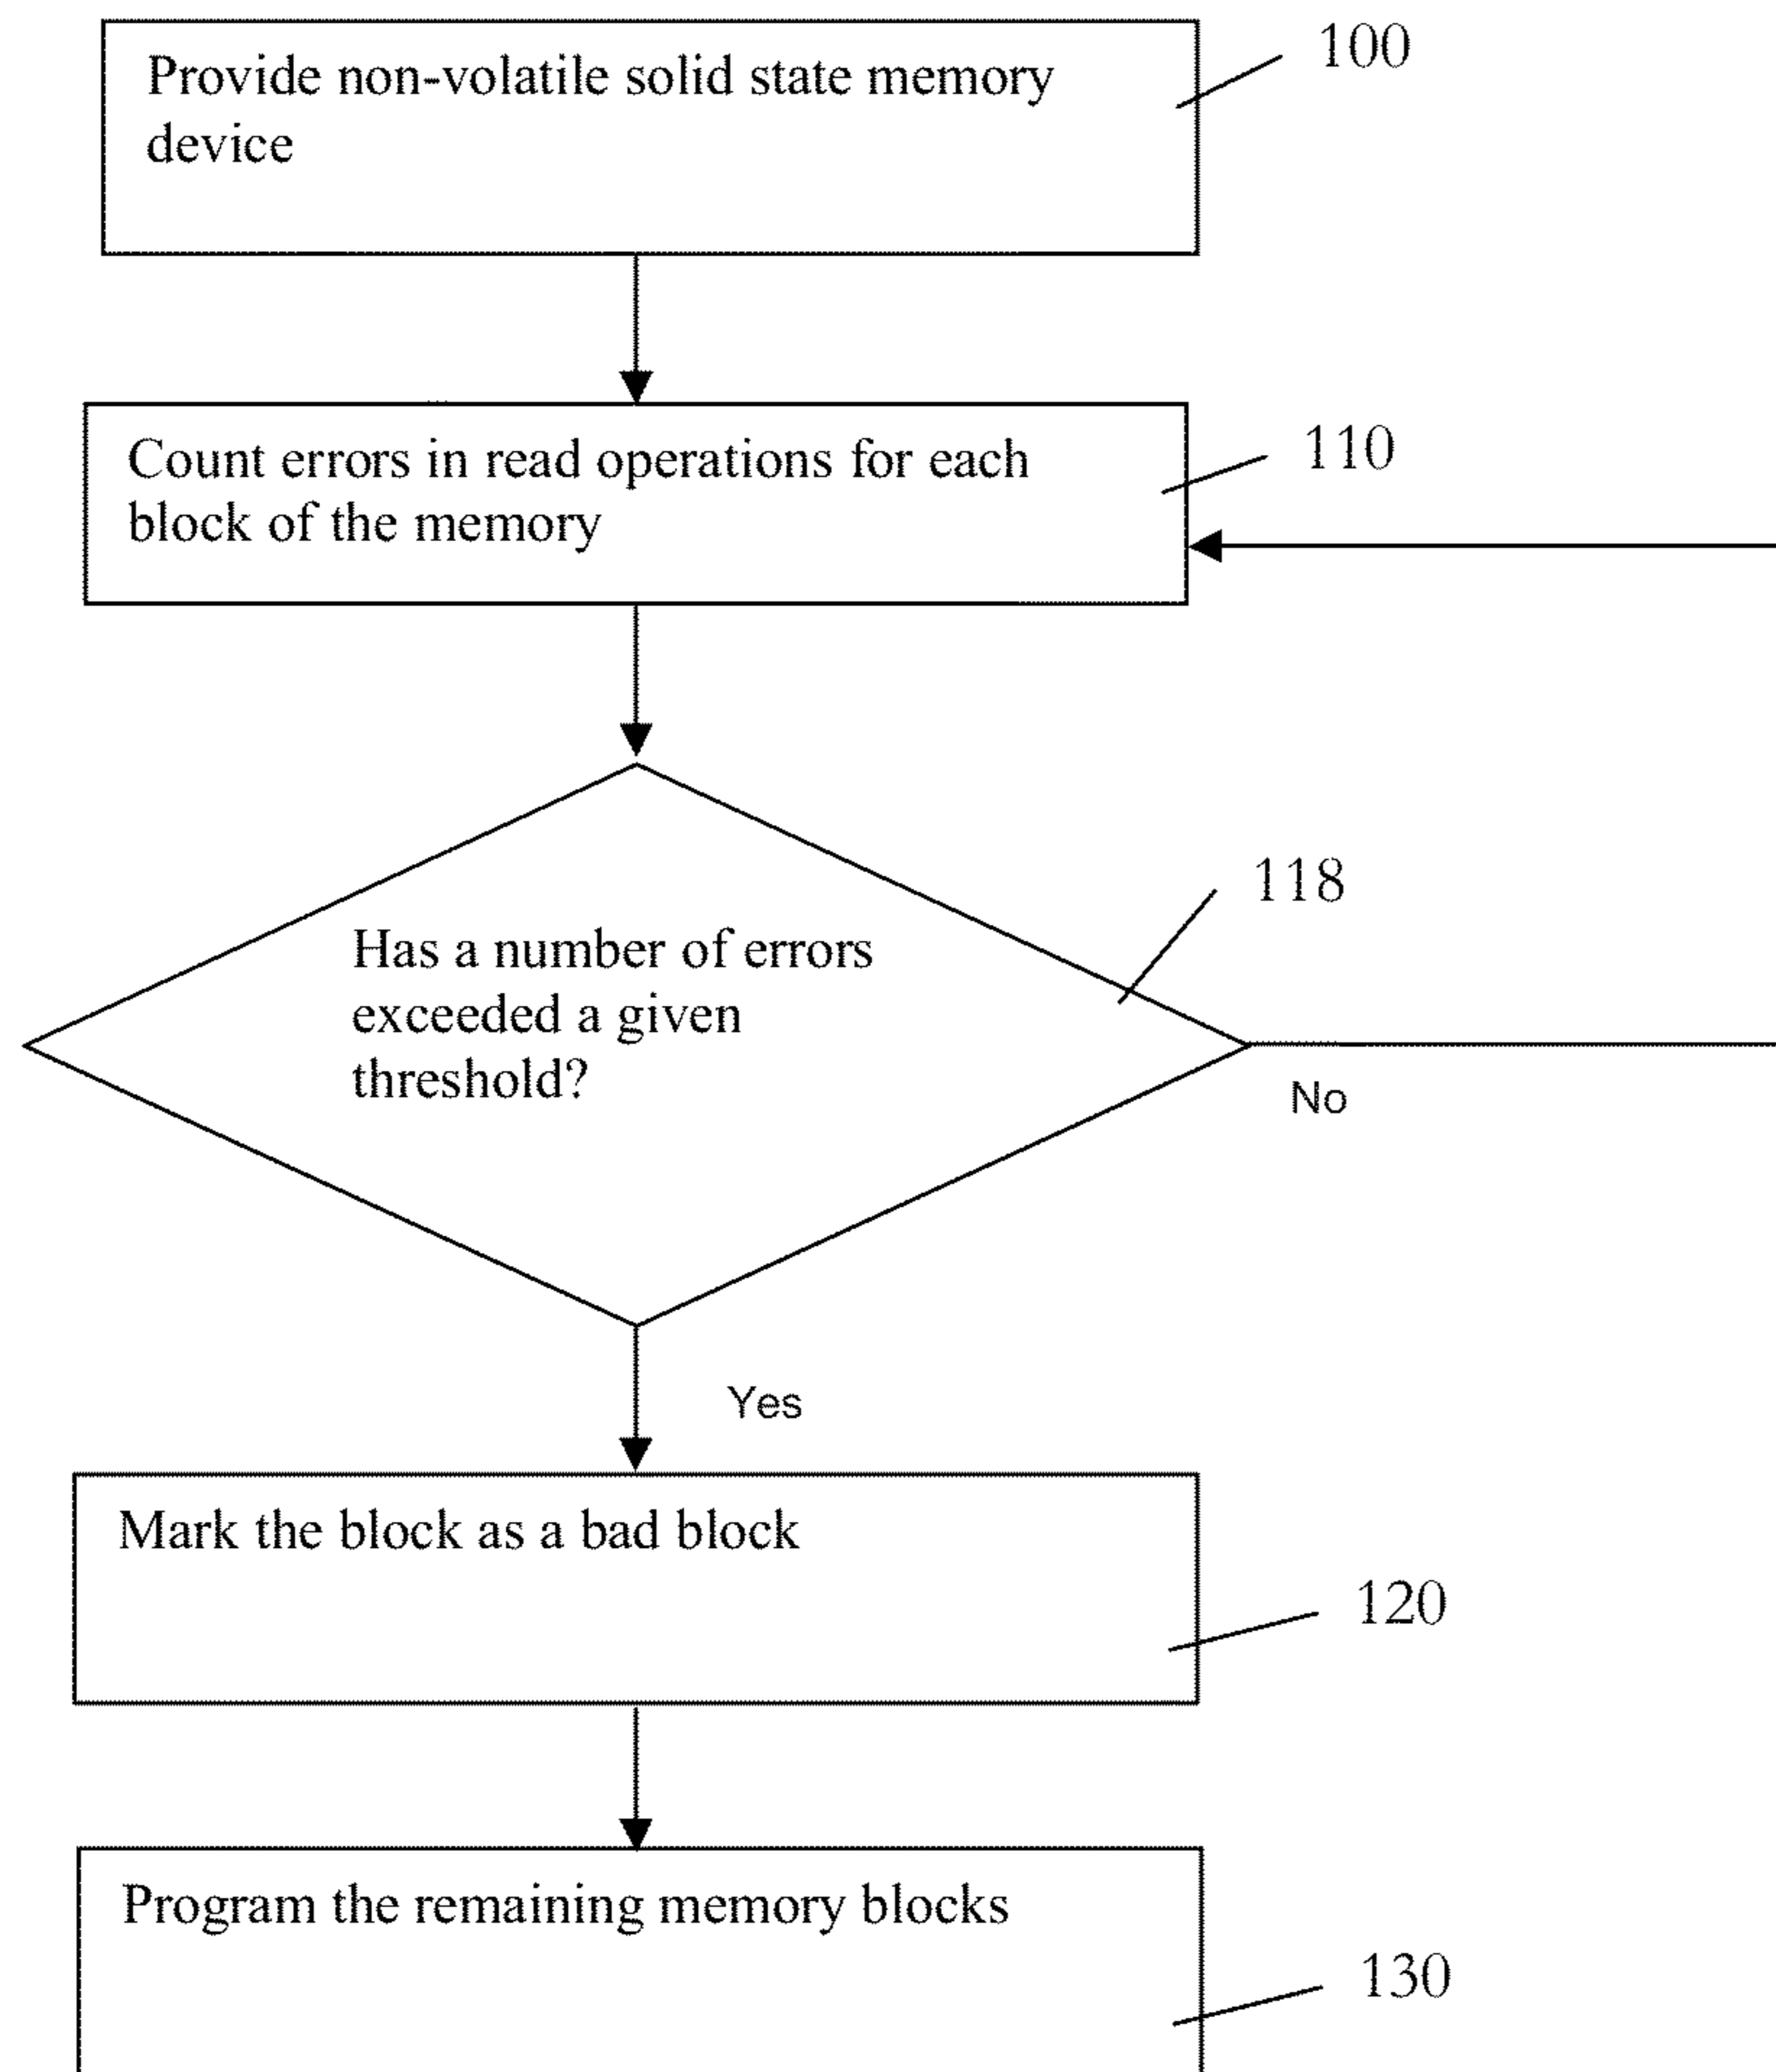 Provide non-volatile solid state memory
device
100
Count errors in read operations for each
block of the memory
110
118
Has a number of errors
exceeded a given
threshold?
No
Yes
Mark the block as a bad block
120
Program the remaining memory blocks
130